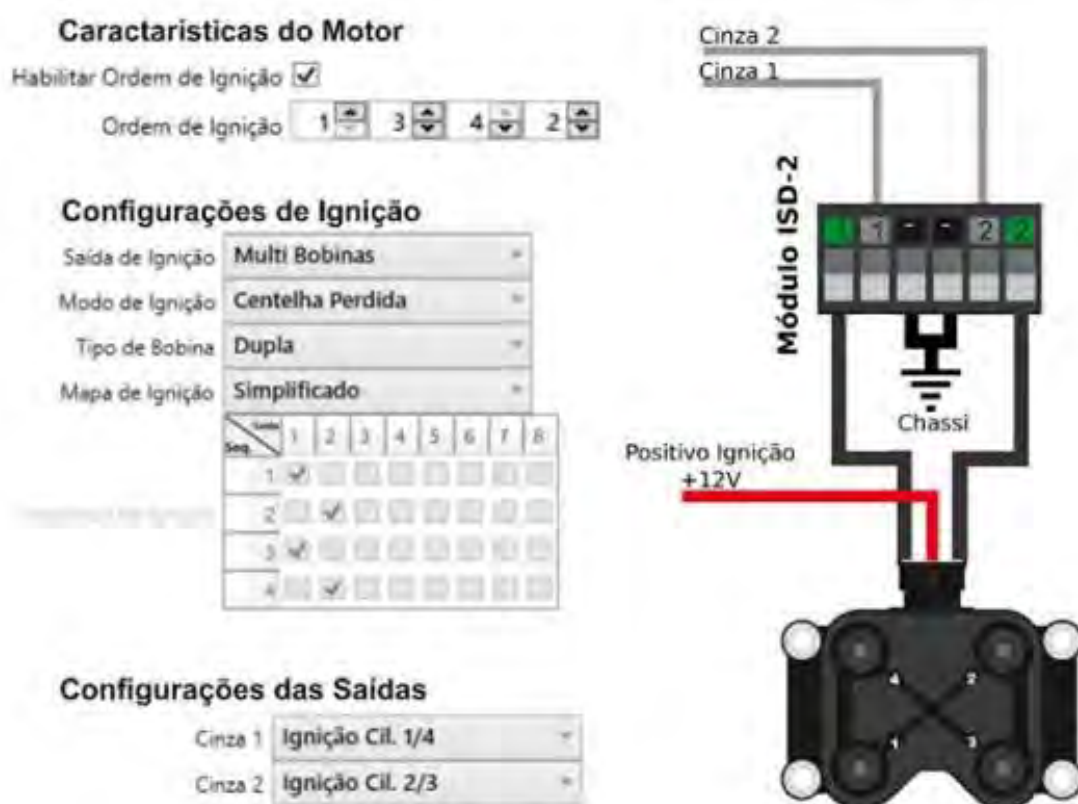 Caractaristicas do Motor
Habilitar Ordem de Ignição
Ordem de Ignição 1 3 4 2
Configurações de Ignição
Saída de Ignição Multi Bobinas
Modo de Ignição Centelha Perdida
Tipo de Bobina Dupla
Mapa de Ignição Simplificado
Saída
Seq. 1 2 3 4 5 6 7 8
1
2
3
4
Configurações das Saídas
Cinza 1 Ignição Cil. 1/4
Cinza 2 Ignição Cil. 2/3
Cinza 2
Cinza 1
Módulo ISD-2
1 - - 2 2
Chassi
Positivo Ignição
+12V
4 2
1 3